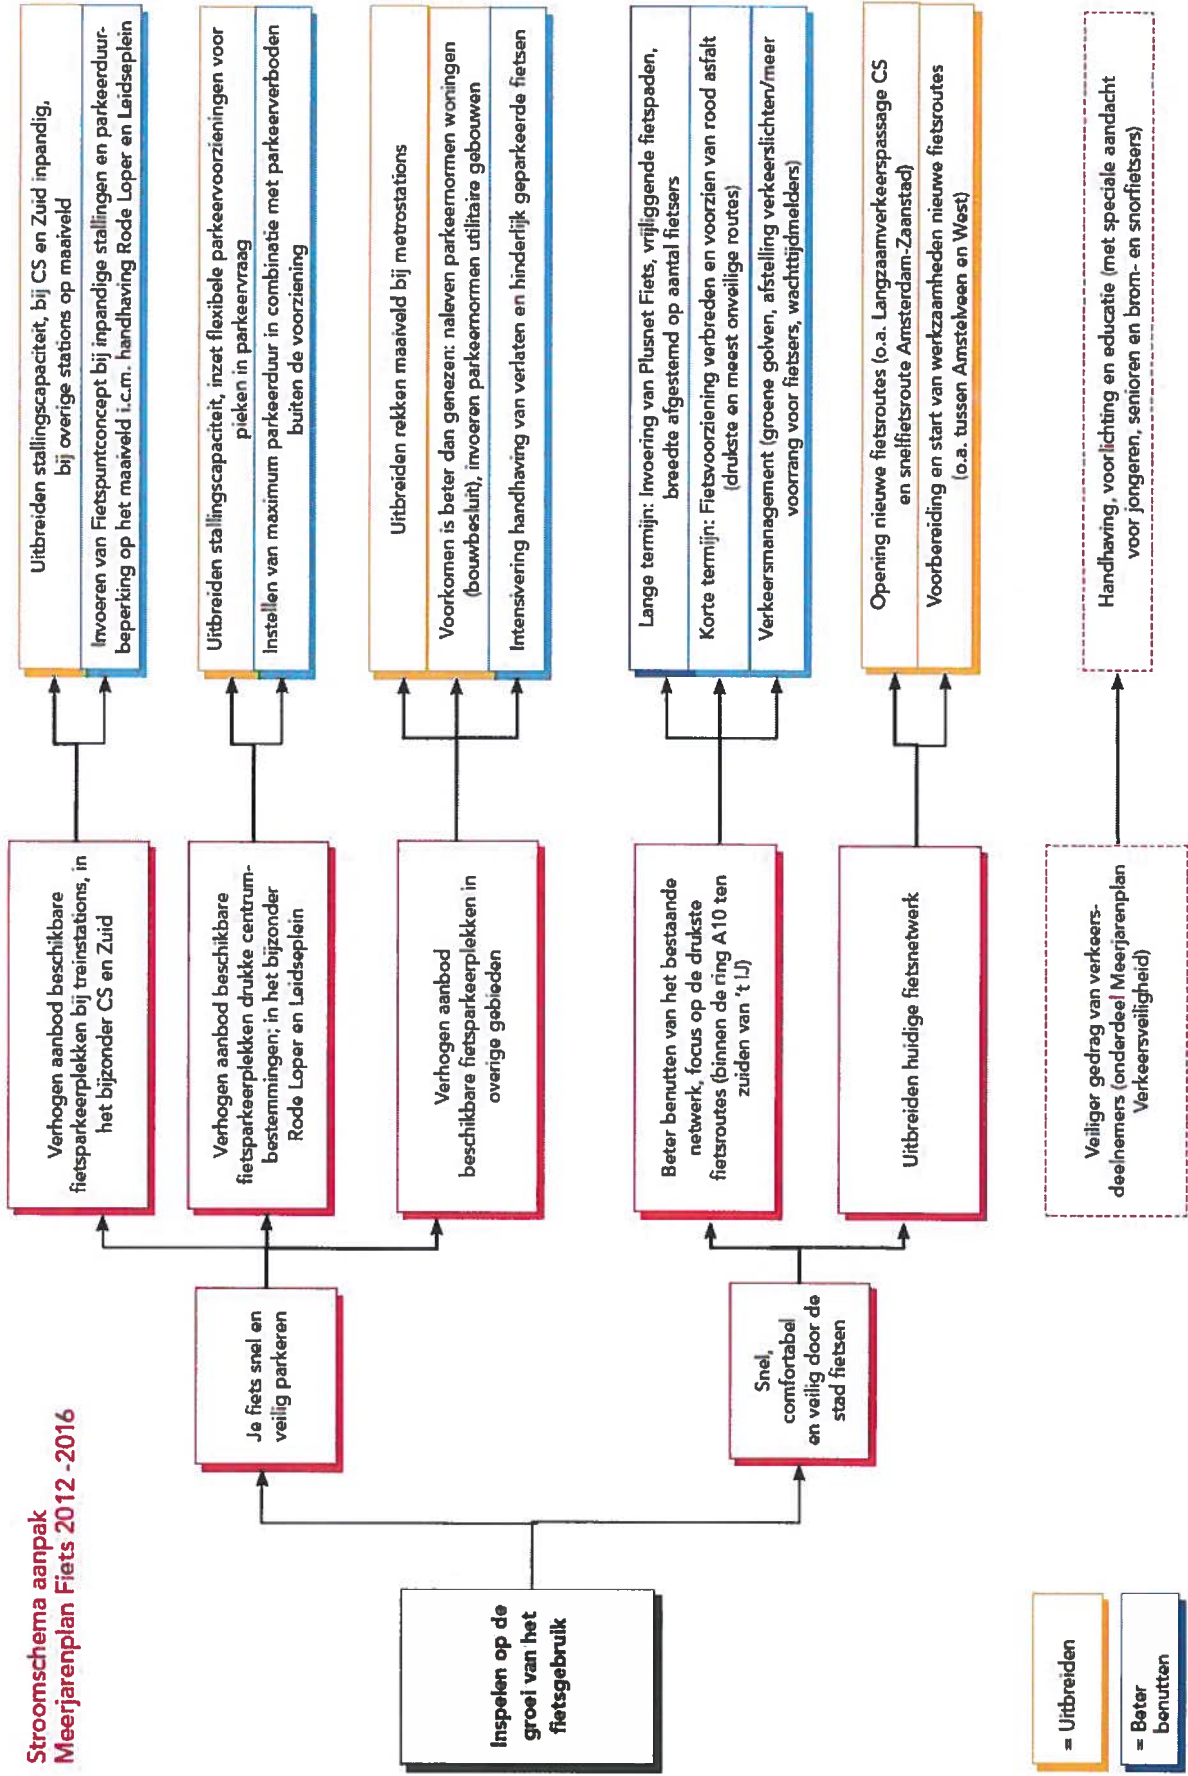 Stroomschema aanpak
Meerjarenplan Fiets 2012 -2016
Inspelen op de
groei van het
fietsgebruik
Je fiets snel en
veilig parkeren
Snel,
comfortabel
en veilig door de
stad fietsen
Verhogen aanbod beschikbare
fietsparkeerplekken bij treinstations, in
het bijzonder CS en Zuid
Verhogen aanbod beschikbare
fietsparkeerplekken drukke centrum-
bestemmingen; in het bijzonder
Rode Loper en Leidseplein
Verhogen aanbod
beschikbare fietsparkeerplekken in
overige gebieden
Beter benutten van het bestaande
netwerk, focus op de drukste
fietsroutes (binnen de ring A10 ten
zuiden van 't IJ)
Uitbreiden huidige fietsnetwerk
Veiliger gedrag van verkeers-
deelnemers (onderdeel Meerjarenplan
Verkeersveiligheid)
Uitbreiden stallingscapaciteit, bij CS en Zuid inpandig,
bij overige stations op maaiveld
Invoeren van Fietspuntconcept bij inpandige stallingen en parkeerduur-
beperking op het maaiveld i.c.m. handhaving Rode Loper en Leidseplein
Uitbreiden stallingscapaciteit, inzet flexibele parkeervoorzieningen voor
pieken in parkeervraag
Instellen van maximum parkeerduur in combinatie met parkeerverboden
buiten de voorziening
Uitbreiden rekken maaiveld bij metrostations
Voorkomen is beter dan genezen: naleven parkeernormen woningen
(bouwbesluit), invoeren parkeernormen utilitaire gebouwen
Intensivering handhaving van verlaten en hinderlijk geparkeerde fietsen
Lange termijn: Invoering van Plusnet Fiets, vrijliggende fietspaden,
breedte afgestemd op aantal fietsers
Korte termijn: Fietsvoorziening verbreden en voorzien van rood asfalt
(drukste en meest onveilige routes)
Verkeersmanagement (groene golven, afstelling verkeerslichten/meer
voorrang voor fietsers, wachttijdmelders)
Opening nieuwe fietsroutes (o.a. Langzaamverkeerspassage CS
en snelfietsroute Amsterdam-Zaanstad)
Voorbereiding en start van werkzaamheden nieuwe fietsroutes
(o.a. tussen Amstelveen en West)
Handhaving, voorlichting en educatie (met speciale aandacht
voor jongeren, senioren en brom- en snorfietsers)
= Uitbreiden
= Beter
benutten